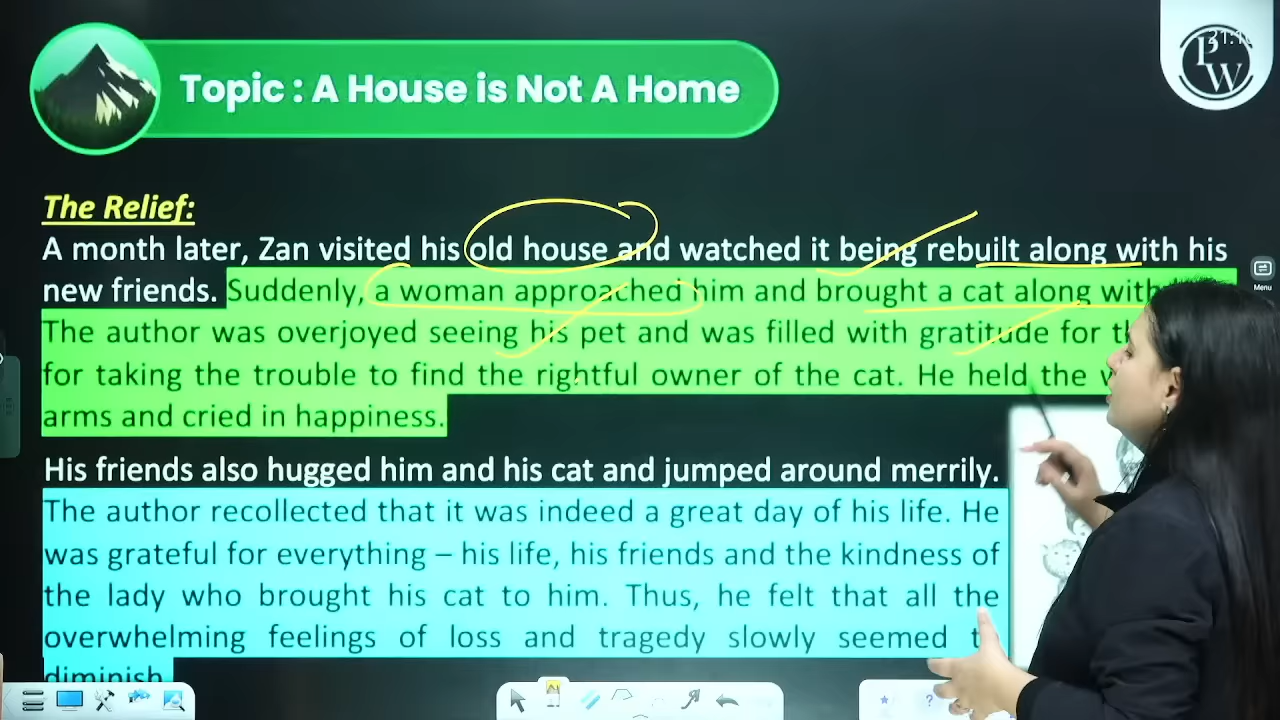 Topic : A House is Not A Home
PW
The Relief:
A month later, Zan visited his old house and watched it being rebuilt along with his
new friends. Suddenly, a woman approached him and brought a cat along with
The author was overjoyed seeing his pet and was filled with gratitude for
for taking the trouble to find the rightful owner of the cat. He held the
arms and cried in happiness.
His friends also hugged him and his cat and jumped around merrily.
The author recollected that it was indeed a great day of his life. He
was grateful for everything – his life, his friends and the kindness of
the lady who brought his cat to him. Thus, he felt that all the
overwhelming feelings of loss and tragedy slowly seemed
diminish.
Menu